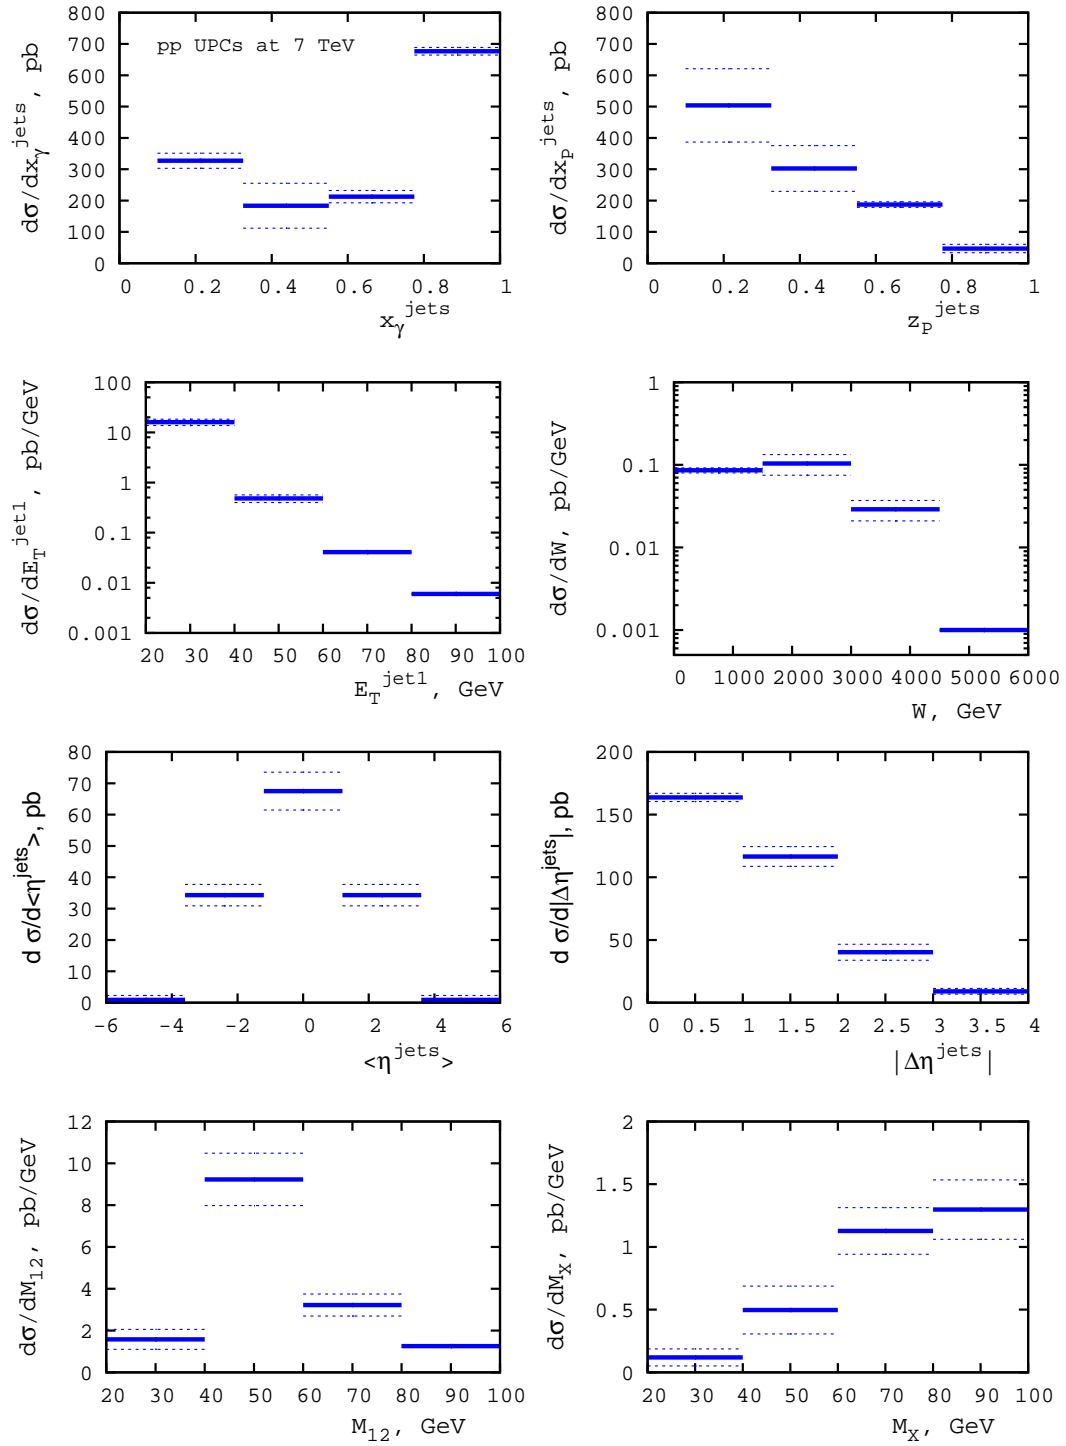 800
700
600
500
400
300
200
100
0
dσ/dx_γ^jets, pb
pp UPCs at 7 TeV
0 0.2 0.4 0.6 0.8 1
x_γ^jets
800
700
600
500
400
300
200
100
0
dσ/dx_P^jets, pb
0 0.2 0.4 0.6 0.8 1
z_P^jets
100
10
1
0.1
0.01
0.001
dσ/dE_T^jet1, pb/GeV
20 30 40 50 60 70 80 90 100
E_T^jet1, GeV
1
0.1
0.01
0.001
dσ/dW, pb/GeV
0 1000 2000 3000 4000 5000 6000
W, GeV
80
70
60
50
40
30
20
10
0
d σ/d<η^jets>, pb
-6 -4 -2 0 2 4 6
<η^jets>
200
150
100
50
0
d σ/d|Δη^jets|, pb
0 0.5 1 1.5 2 2.5 3 3.5 4
|Δη^jets|
12
10
8
6
4
2
0
dσ/dM_12, pb/GeV
20 30 40 50 60 70 80 90 100
M_12, GeV
2
1.5
1
0.5
0
dσ/dM_X, pb/GeV
20 30 40 50 60 70 80 90 100
M_X, GeV